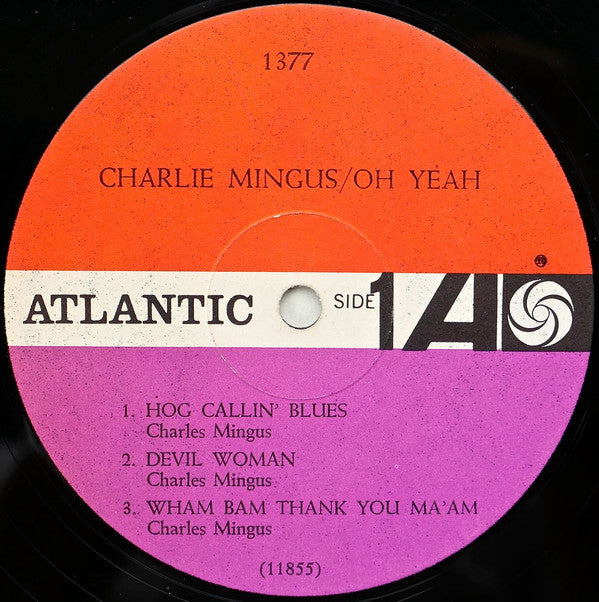 1377
CHARLIE MINGUS/OH YEAH
®
ATLANTIC SIDE 1 A
1. HOG CALLIN' BLUES
Charles Mingus
2. DEVIL WOMAN
Charles Mingus
3. WHAM BAM THANK YOU MA'AM
Charles Mingus
(11855)